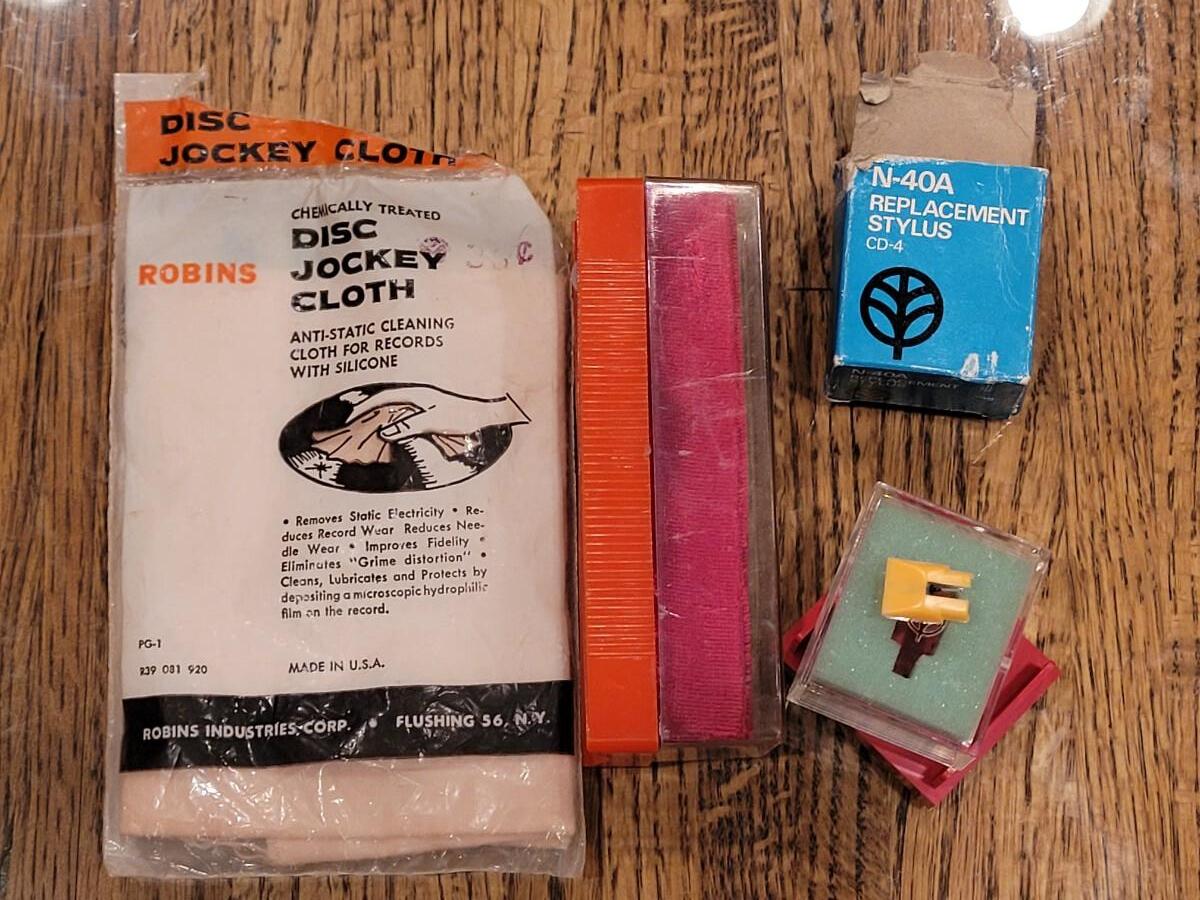 DISC
JOCKEY CLOTH
CHEMICALLY TREATED
DISC
JOCKEY
CLOTH
ROBINS
ANTI-STATIC CLEANING
CLOTH FOR RECORDS
WITH SILICONE
• Removes Static Electricity • Re-
duces Record Wear Reduces Nee-
dle Wear • Improves Fidelity •
Eliminates "Grime distortion" •
Cleans, Lubricates and Protects by
depositing a microscopic hydrophilic
film on the record.
PG-1
R39 081 920
MADE IN U.S.A.
ROBINS INDUSTRIES CORP. • FLUSHING 56, N.Y.
N-40A
REPLACEMENT
STYLUS
CD-4
N-40A
REPLACEMENT